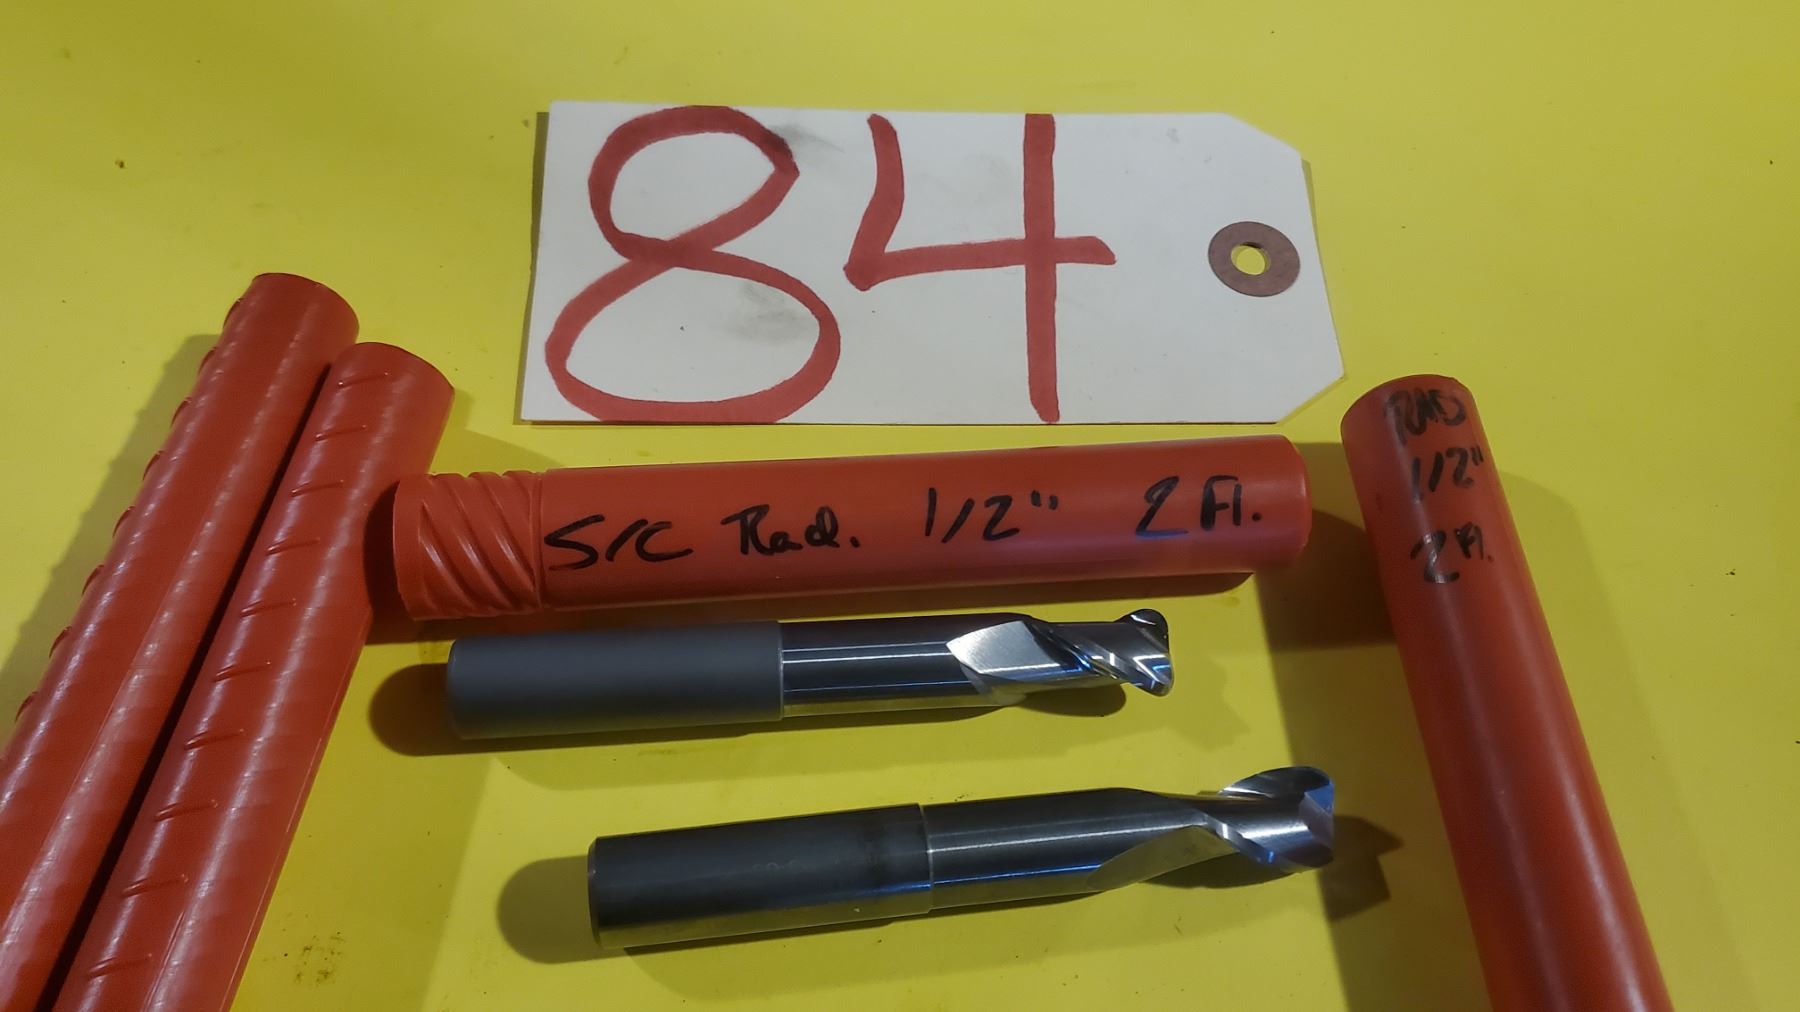 84
S/C Rad. 1/2" 2 Fl.
RAD
1/2"
2 Fl.